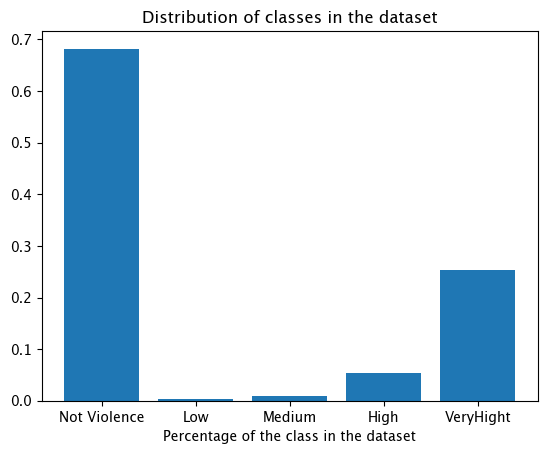 Distribution of classes in the dataset
0.7
0.6
0.5
0.4
0.3
0.2
0.1
0.0
Not Violence Low Medium High VeryHight
Percentage of the class in the dataset